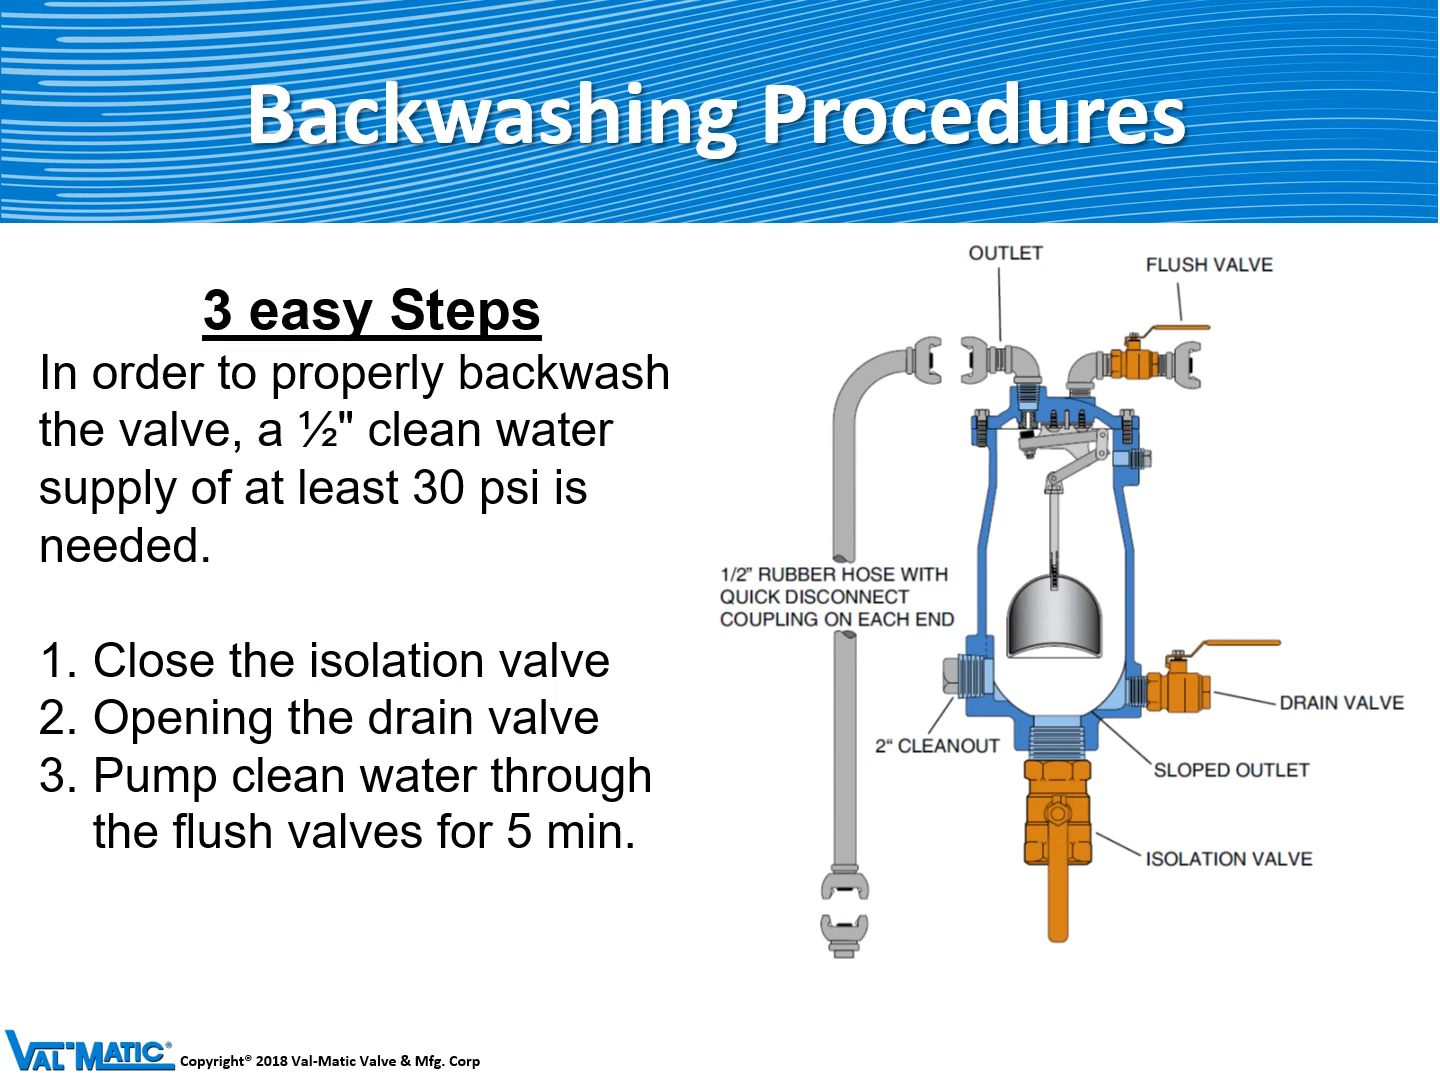 Backwashing Procedures
3 easy Steps
In order to properly backwash
the valve, a ½" clean water
supply of at least 30 psi is
needed.
1. Close the isolation valve
2. Opening the drain valve
3. Pump clean water through
the flush valves for 5 min.
OUTLET
FLUSH VALVE
1/2” RUBBER HOSE WITH
QUICK DISCONNECT
COUPLING ON EACH END
DRAIN VALVE
2“ CLEANOUT
SLOPED OUTLET
ISOLATION VALVE
VAL-MATIC®
Copyright® 2018 Val-Matic Valve & Mfg. Corp